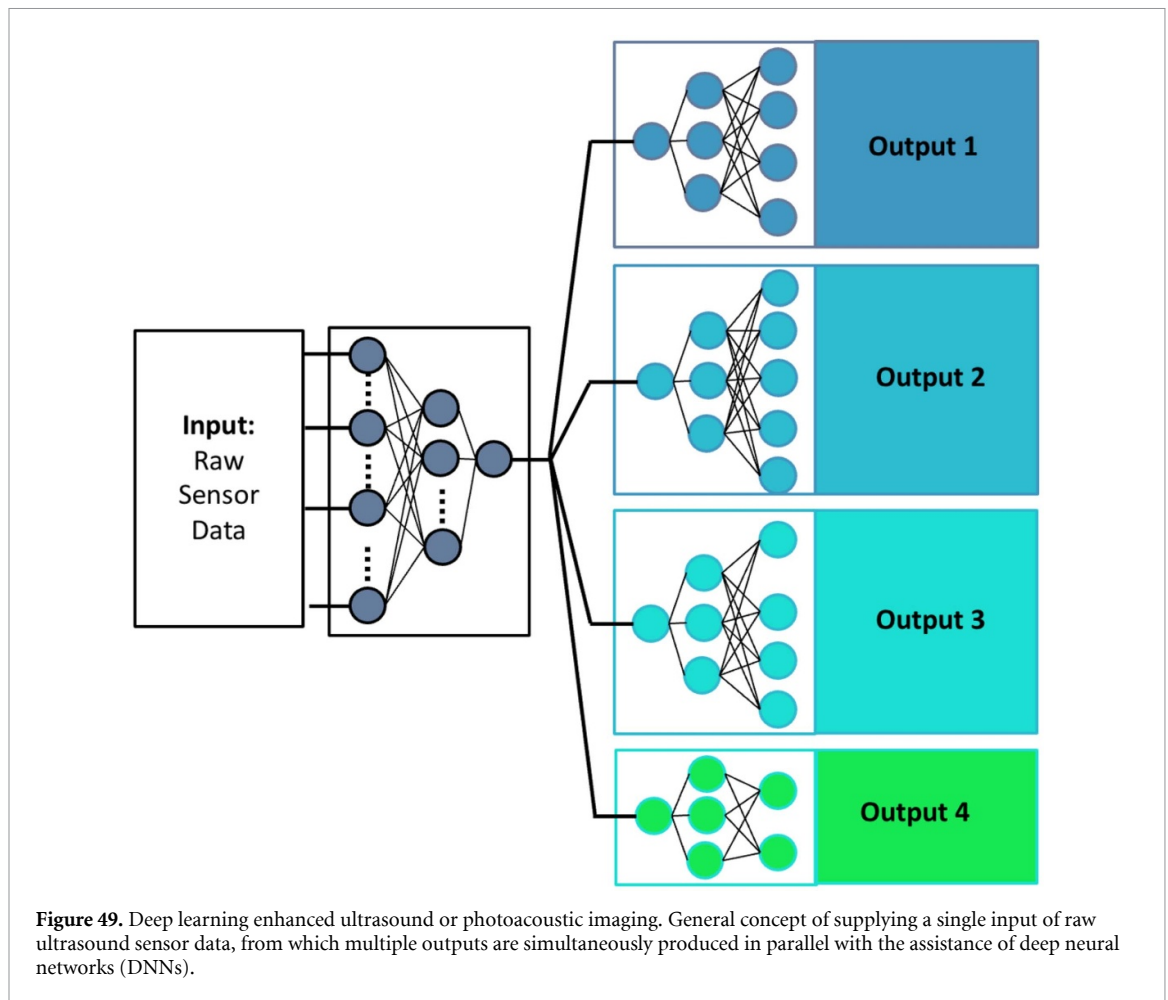 Input:
Raw
Sensor
Data
Output 1
Output 2
Output 3
Output 4
Figure 49. Deep learning enhanced ultrasound or photoacoustic imaging. General concept of supplying a single input of raw
ultrasound sensor data, from which multiple outputs are simultaneously produced in parallel with the assistance of deep neural
networks (DNNs).